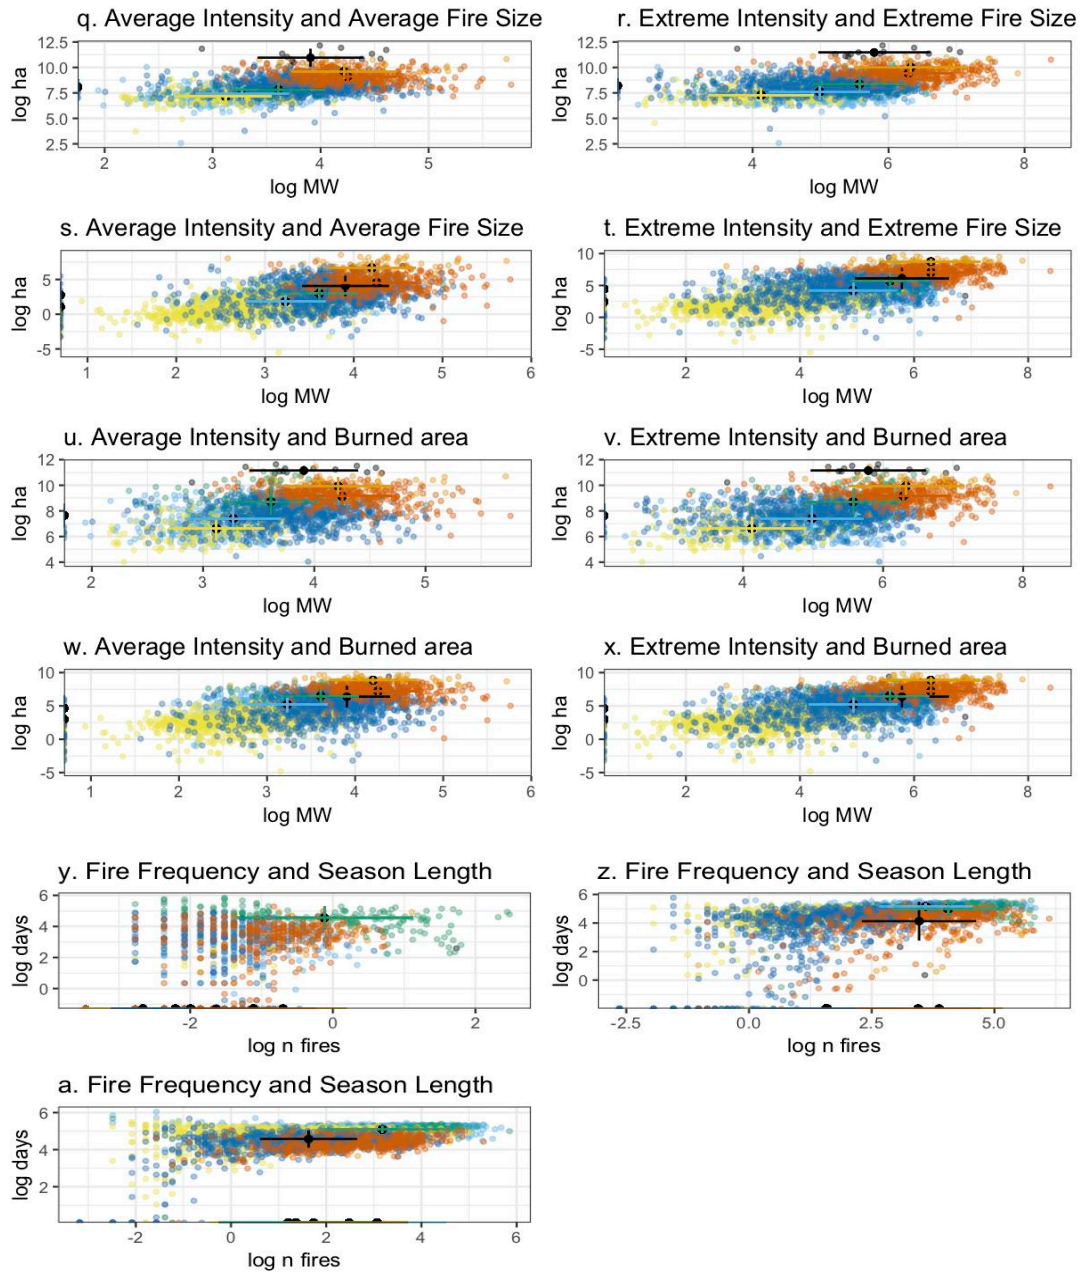 q. Average Intensity and Average Fire Size
12.5
10.0
7.5
5.0
2.5
log ha
2 3 4 5
log MW
r. Extreme Intensity and Extreme Fire Size
12.5
10.0
7.5
5.0
2.5
log ha
4 6 8
log MW
s. Average Intensity and Average Fire Size
5
0
-5
log ha
1 2 3 4 5 6
log MW
t. Extreme Intensity and Extreme Fire Size
10
5
0
-5
log ha
2 4 6 8
log MW
u. Average Intensity and Burned area
12
10
8
6
4
log ha
2 3 4 5
log MW
v. Extreme Intensity and Burned area
12
10
8
6
4
log ha
4 6 8
log MW
w. Average Intensity and Burned area
10
5
0
-5
log ha
1 2 3 4 5 6
log MW
x. Extreme Intensity and Burned area
10
5
0
-5
log ha
2 4 6 8
log MW
y. Fire Frequency and Season Length
6
4
2
0
log days
-2 0 2
log n fires
z. Fire Frequency and Season Length
6
4
2
0
log days
-2.5 0.0 2.5 5.0
log n fires
a. Fire Frequency and Season Length
6
4
2
log days
-2 0 2 4 6
log n fires